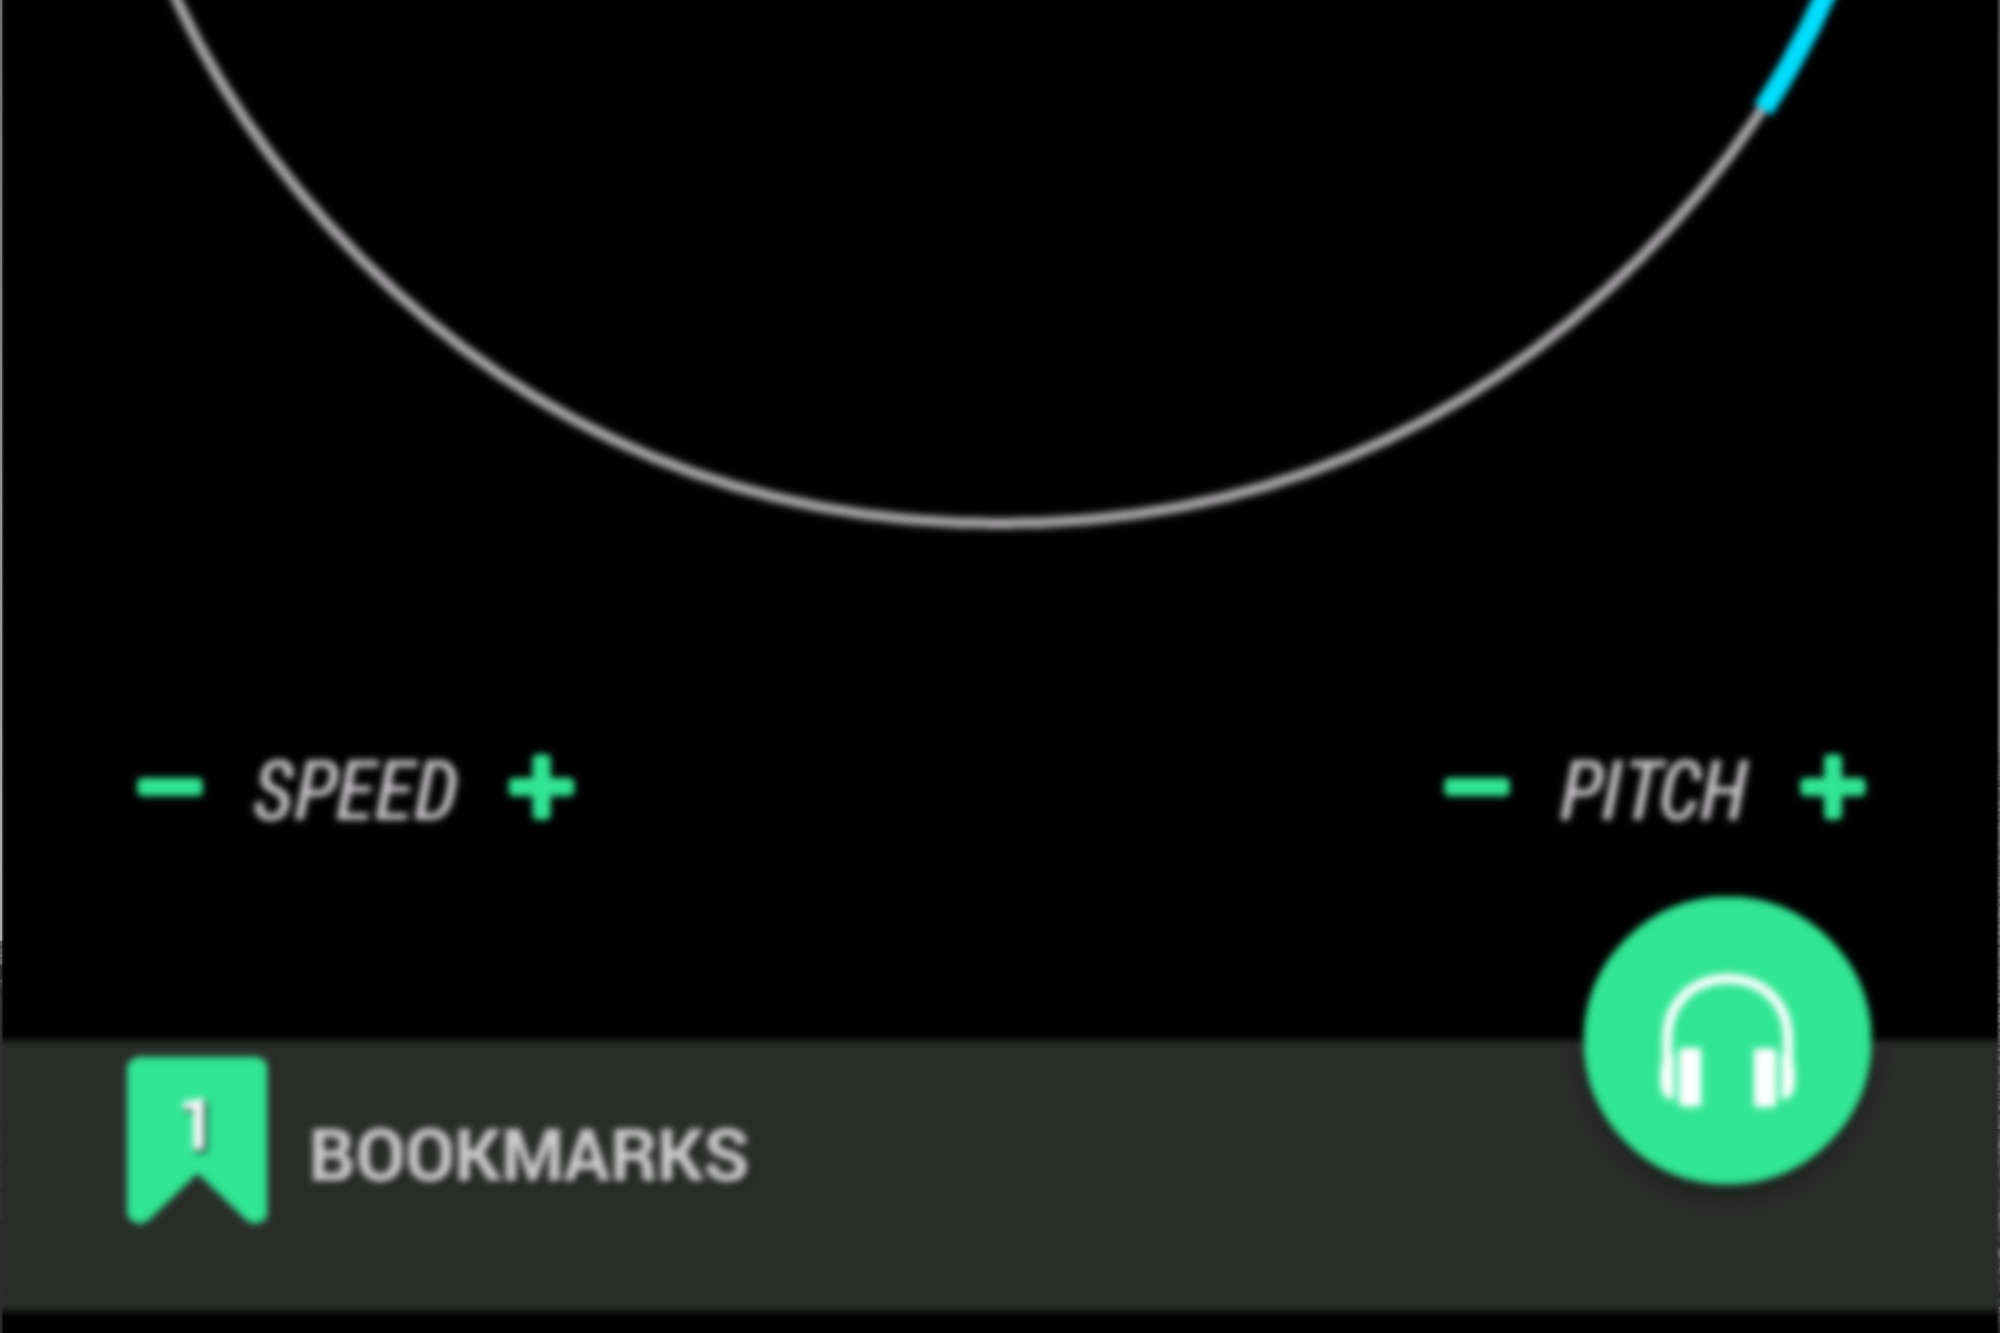 − SPEED + − PITCH +
1 BOOKMARKS